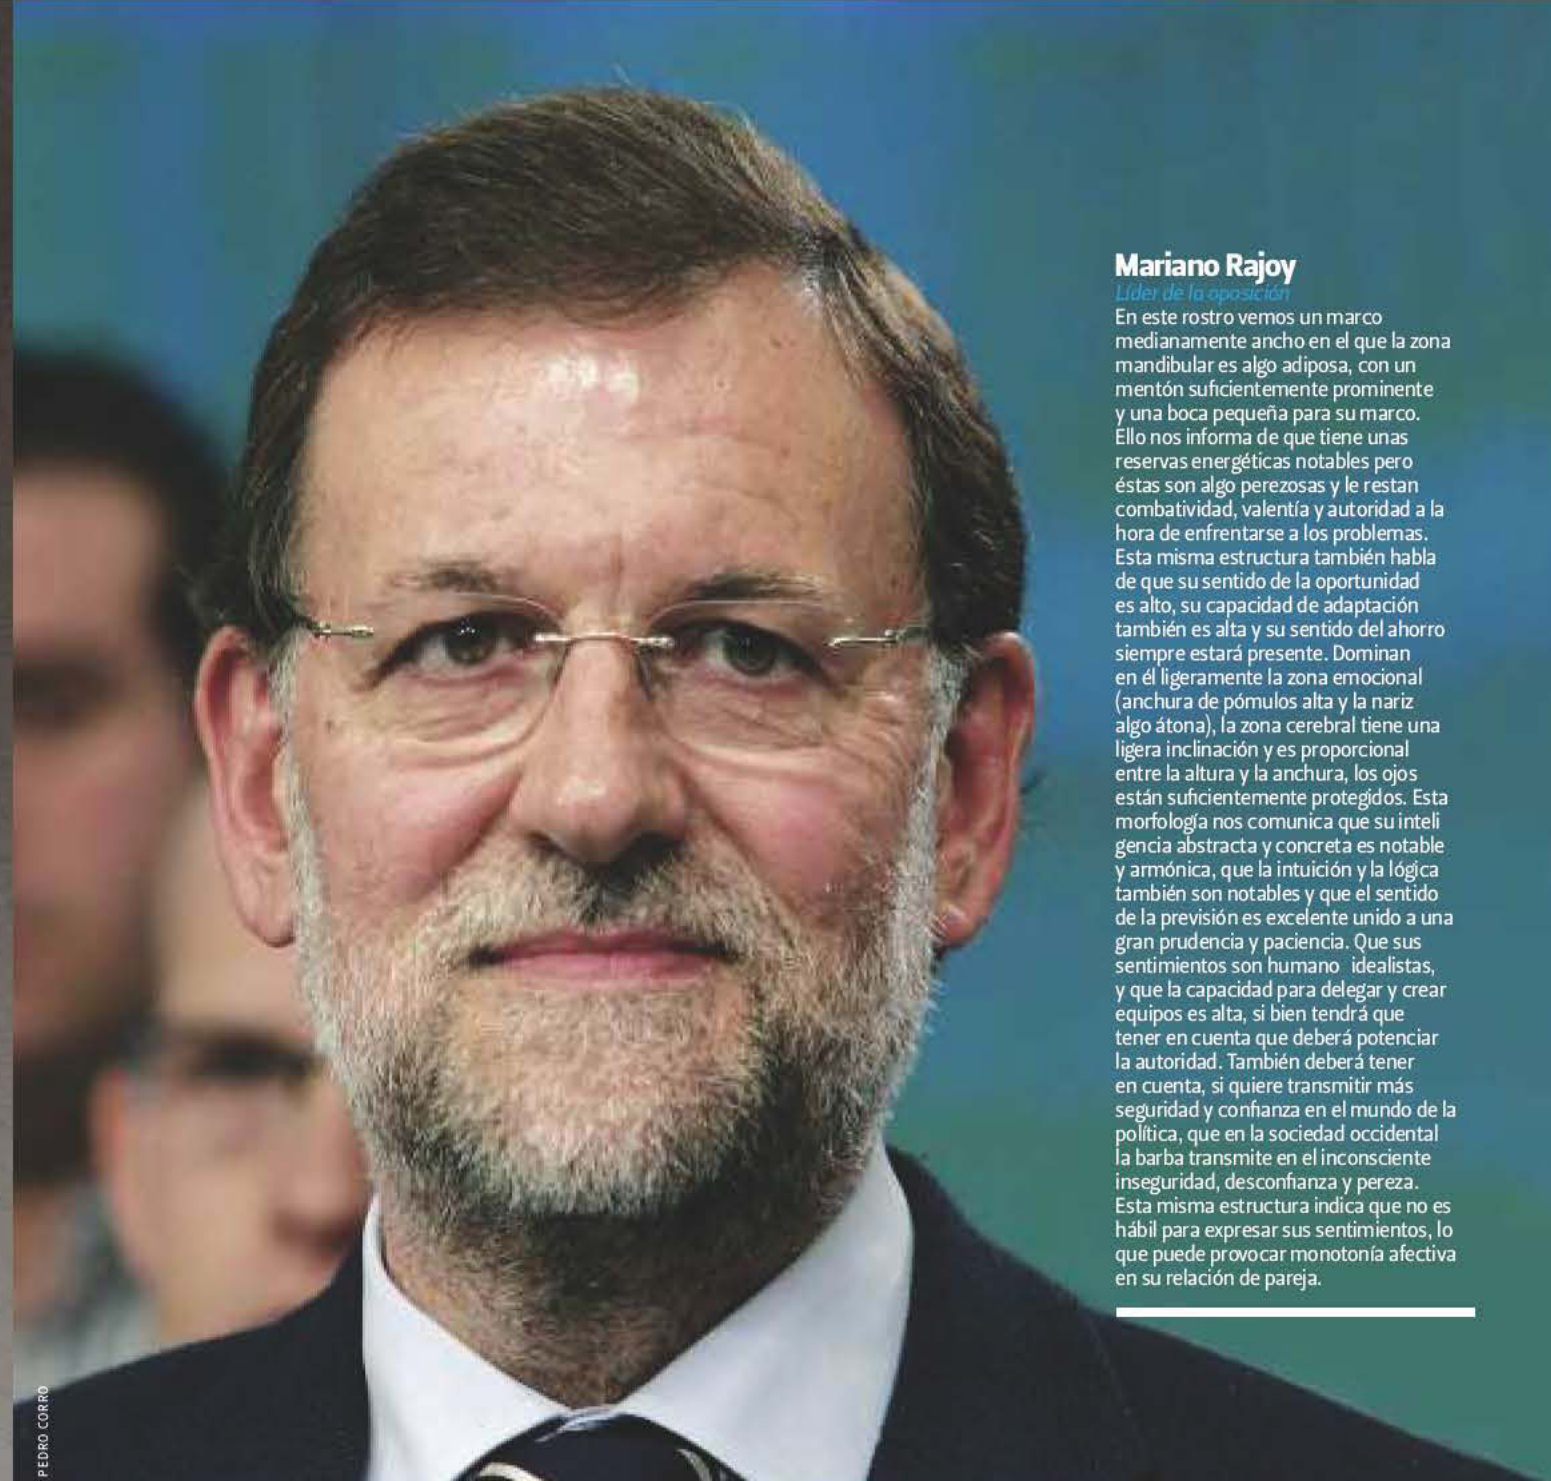 Mariano Rajoy
Líder de la oposición
En este rostro vemos un marco
medianamente ancho en el que la zona
mandibular es algo adiposa, con un
mentón suficientemente prominente
y una boca pequeña para su marco.
Ello nos informa de que tiene unas
reservas energéticas notables pero
éstas son algo perezosas y le restan
combatividad, valentía y autoridad a la
hora de enfrentarse a los problemas.
Esta misma estructura también habla
de que su sentido de la oportunidad
es alto, su capacidad de adaptación
también es alta y su sentido del ahorro
siempre estará presente. Dominan
en él ligeramente la zona emocional
(anchura de pómulos alta y la nariz
algo átona), la zona cerebral tiene una
ligera inclinación y es proporcional
entre la altura y la anchura, los ojos
están suficientemente protegidos. Esta
morfología nos comunica que su inteli
gencia abstracta y concreta es notable
y armónica, que la intuición y la lógica
también son notables y que el sentido
de la previsión es excelente unido a una
gran prudencia y paciencia. Que sus
sentimientos son humano idealistas,
y que la capacidad para delegar y crear
equipos es alta, si bien tendrá que
tener en cuenta que deberá potenciar
la autoridad. También deberá tener
en cuenta, si quiere transmitir más
seguridad y confianza en el mundo de la
política, que en la sociedad occidental
la barba transmite en el inconsciente
inseguridad, desconfianza y pereza.
Esta misma estructura indica que no es
hábil para expresar sus sentimientos, lo
que puede provocar monotonía afectiva
en su relación de pareja.
PEDRO CORRO